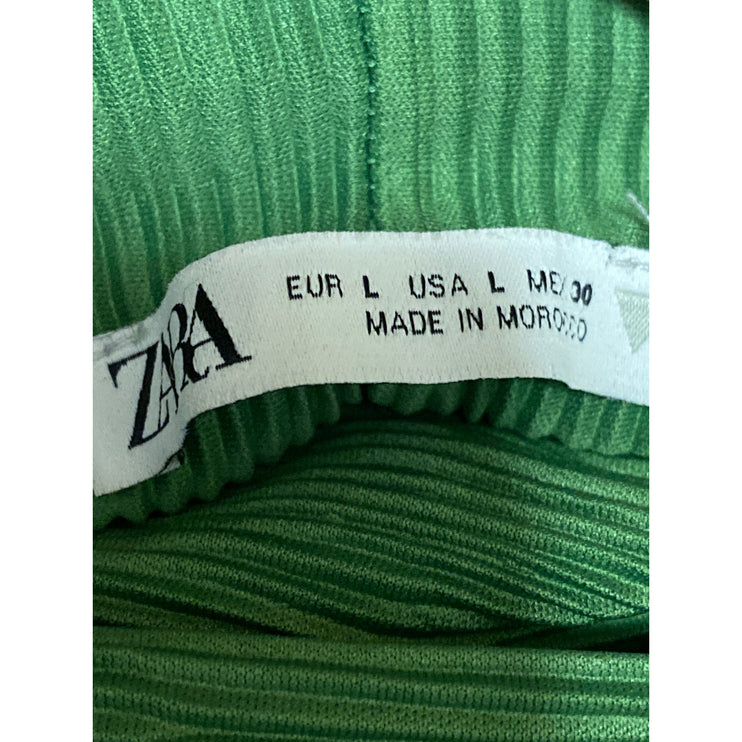 ZARA
EUR L USA L MEX 30
MADE IN MOROCCO